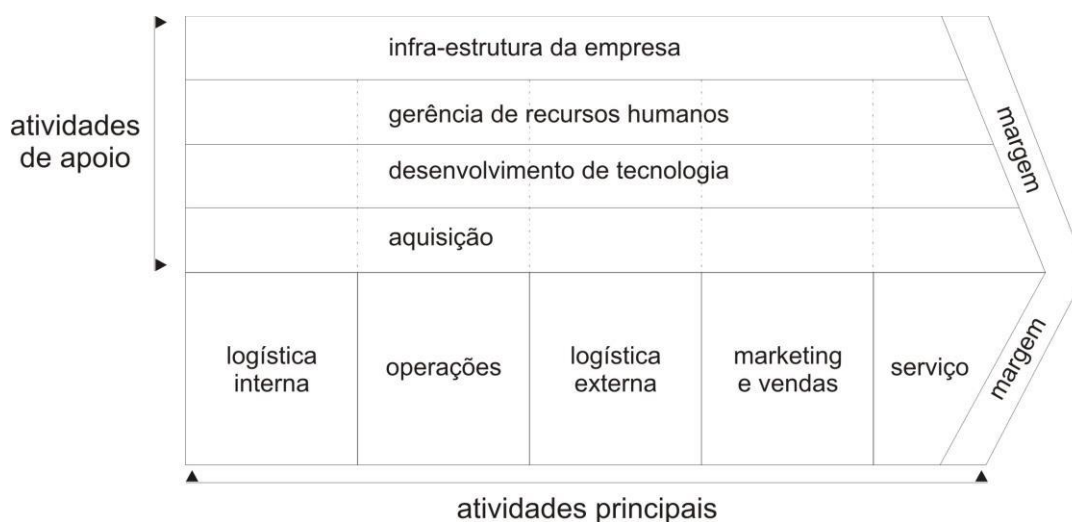 infra-estrutura da empresa
gerência de recursos humanos
desenvolvimento de tecnologia
aquisição
atividades
de apoio
margem
logística
interna
operações
logística
externa
marketing
e vendas
serviço
margem
atividades principais